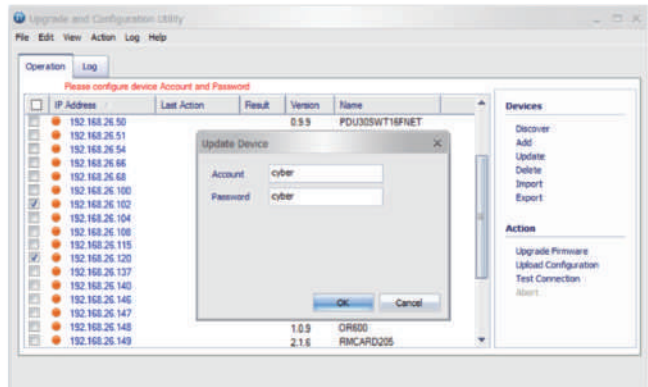 Upgrade and Configuration Utility
File Edit View Action Log Help
Operation Log
Please configure device Account and Password
IP Address Last Action Result Version Name
192.168.26.50 0.9.9 PDU30SWT16FNET
192.168.26.51
192.168.26.54
192.168.26.66
192.168.26.68
192.168.26.100
192.168.26.102
192.168.26.104
192.168.26.108
192.168.26.115
192.168.26.120
192.168.26.137
192.168.26.140
192.168.26.146
192.168.26.147
192.168.26.148 1.0.9 OR600
192.168.26.149 2.1.6 RMCARD205
Update Device
Account cyber
Password cyber
OK Cancel
Devices
Discover
Add
Update
Delete
Import
Export
Action
Upgrade Firmware
Upload Configuration
Test Connection
Abort